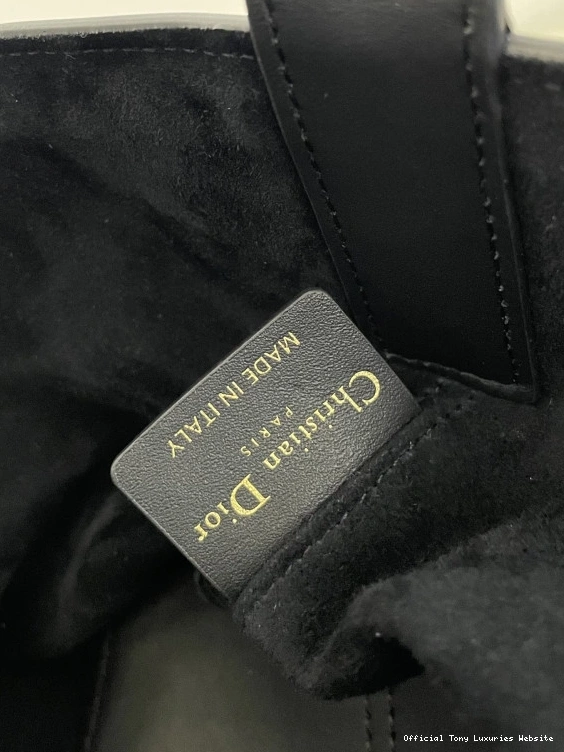 Christian Dior
PARIS
MADE IN ITALY
Official Tony Luxuries Website